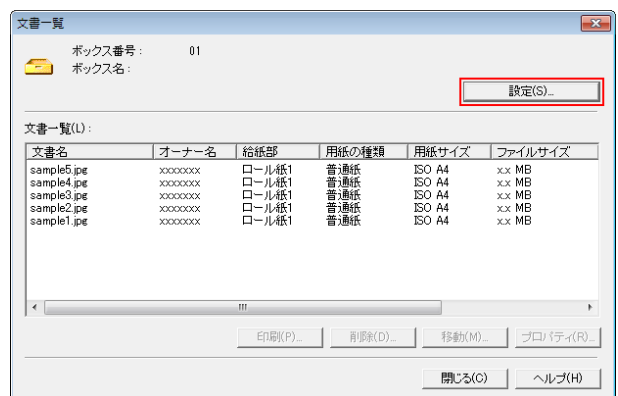 文書一覧
ボックス番号: 01
ボックス名:
設定(S)...
文書一覧(L):
文書名 オーナー名 給紙部 用紙の種類 用紙サイズ ファイルサイズ
sample5.jpg xxxxxxx ロール紙1 普通紙 ISO A4 x.x MB
sample4.jpg xxxxxxx ロール紙1 普通紙 ISO A4 x.x MB
sample3.jpg xxxxxxx ロール紙1 普通紙 ISO A4 x.x MB
sample2.jpg xxxxxxx ロール紙1 普通紙 ISO A4 x.x MB
sample1.jpg xxxxxxx ロール紙1 普通紙 ISO A4 x.x MB
印刷(P)... 削除(D)... 移動(M)... プロパティ(R)...
閉じる(C) ヘルプ(H)